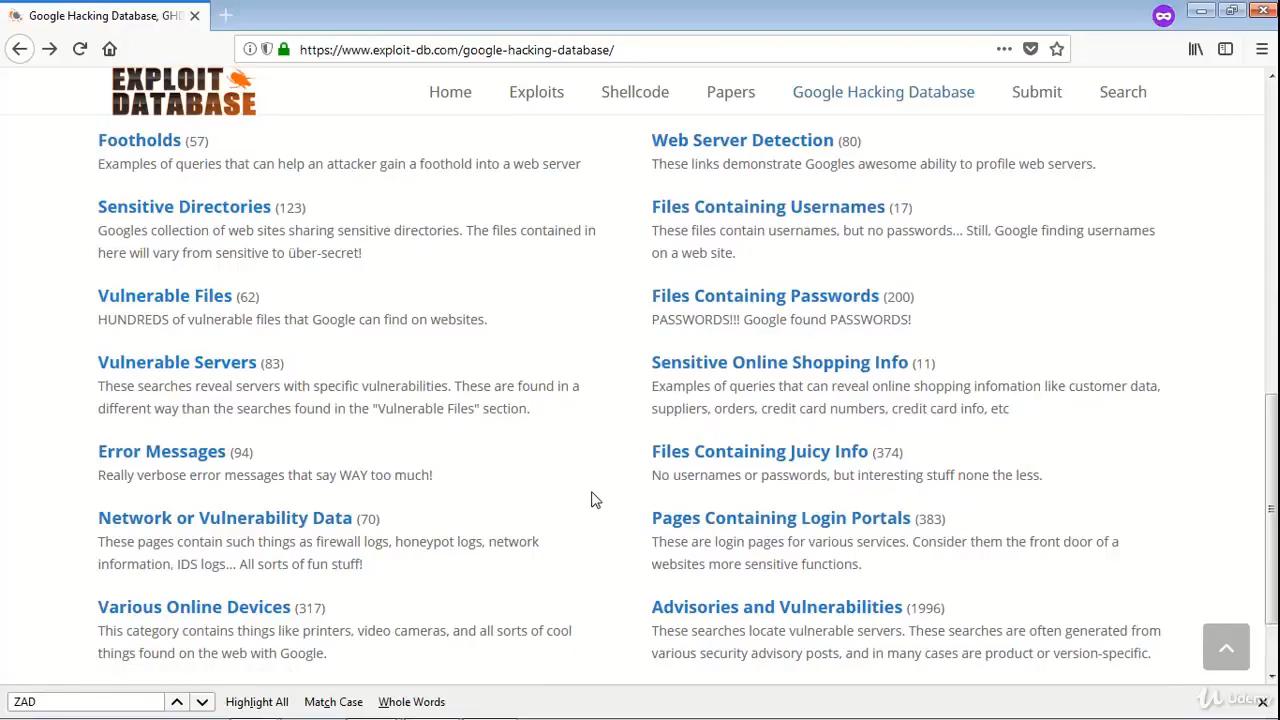 Google Hacking Database, GHD
https://www.exploit-db.com/google-hacking-database/
EXPLOIT
DATABASE
Home Exploits Shellcode Papers Google Hacking Database Submit Search
Footholds (57)
Examples of queries that can help an attacker gain a foothold into a web server
Sensitive Directories (123)
Googles collection of web sites sharing sensitive directories. The files contained in
here will vary from sensitive to über-secret!
Vulnerable Files (62)
HUNDREDS of vulnerable files that Google can find on websites.
Vulnerable Servers (83)
These searches reveal servers with specific vulnerabilities. These are found in a
different way than the searches found in the "Vulnerable Files" section.
Error Messages (94)
Really verbose error messages that say WAY too much!
Network or Vulnerability Data (70)
These pages contain such things as firewall logs, honeypot logs, network
information, IDS logs... All sorts of fun stuff!
Various Online Devices (317)
This category contains things like printers, video cameras, and all sorts of cool
things found on the web with Google.
Web Server Detection (80)
These links demonstrate Googles awesome ability to profile web servers.
Files Containing Usernames (17)
These files contain usernames, but no passwords... Still, Google finding usernames
on a web site.
Files Containing Passwords (200)
PASSWORDS!!! Google found PASSWORDS!
Sensitive Online Shopping Info (11)
Examples of queries that can reveal online shopping infomation like customer data,
suppliers, orders, credit card numbers, credit card info, etc
Files Containing Juicy Info (374)
No usernames or passwords, but interesting stuff none the less.
Pages Containing Login Portals (383)
These are login pages for various services. Consider them the front door of a
websites more sensitive functions.
Advisories and Vulnerabilities (1996)
These searches locate vulnerable servers. These searches are often generated from
various security advisory posts, and in many cases are product or version-specific.
ZAD Highlight All Match Case Whole Words
Udemy